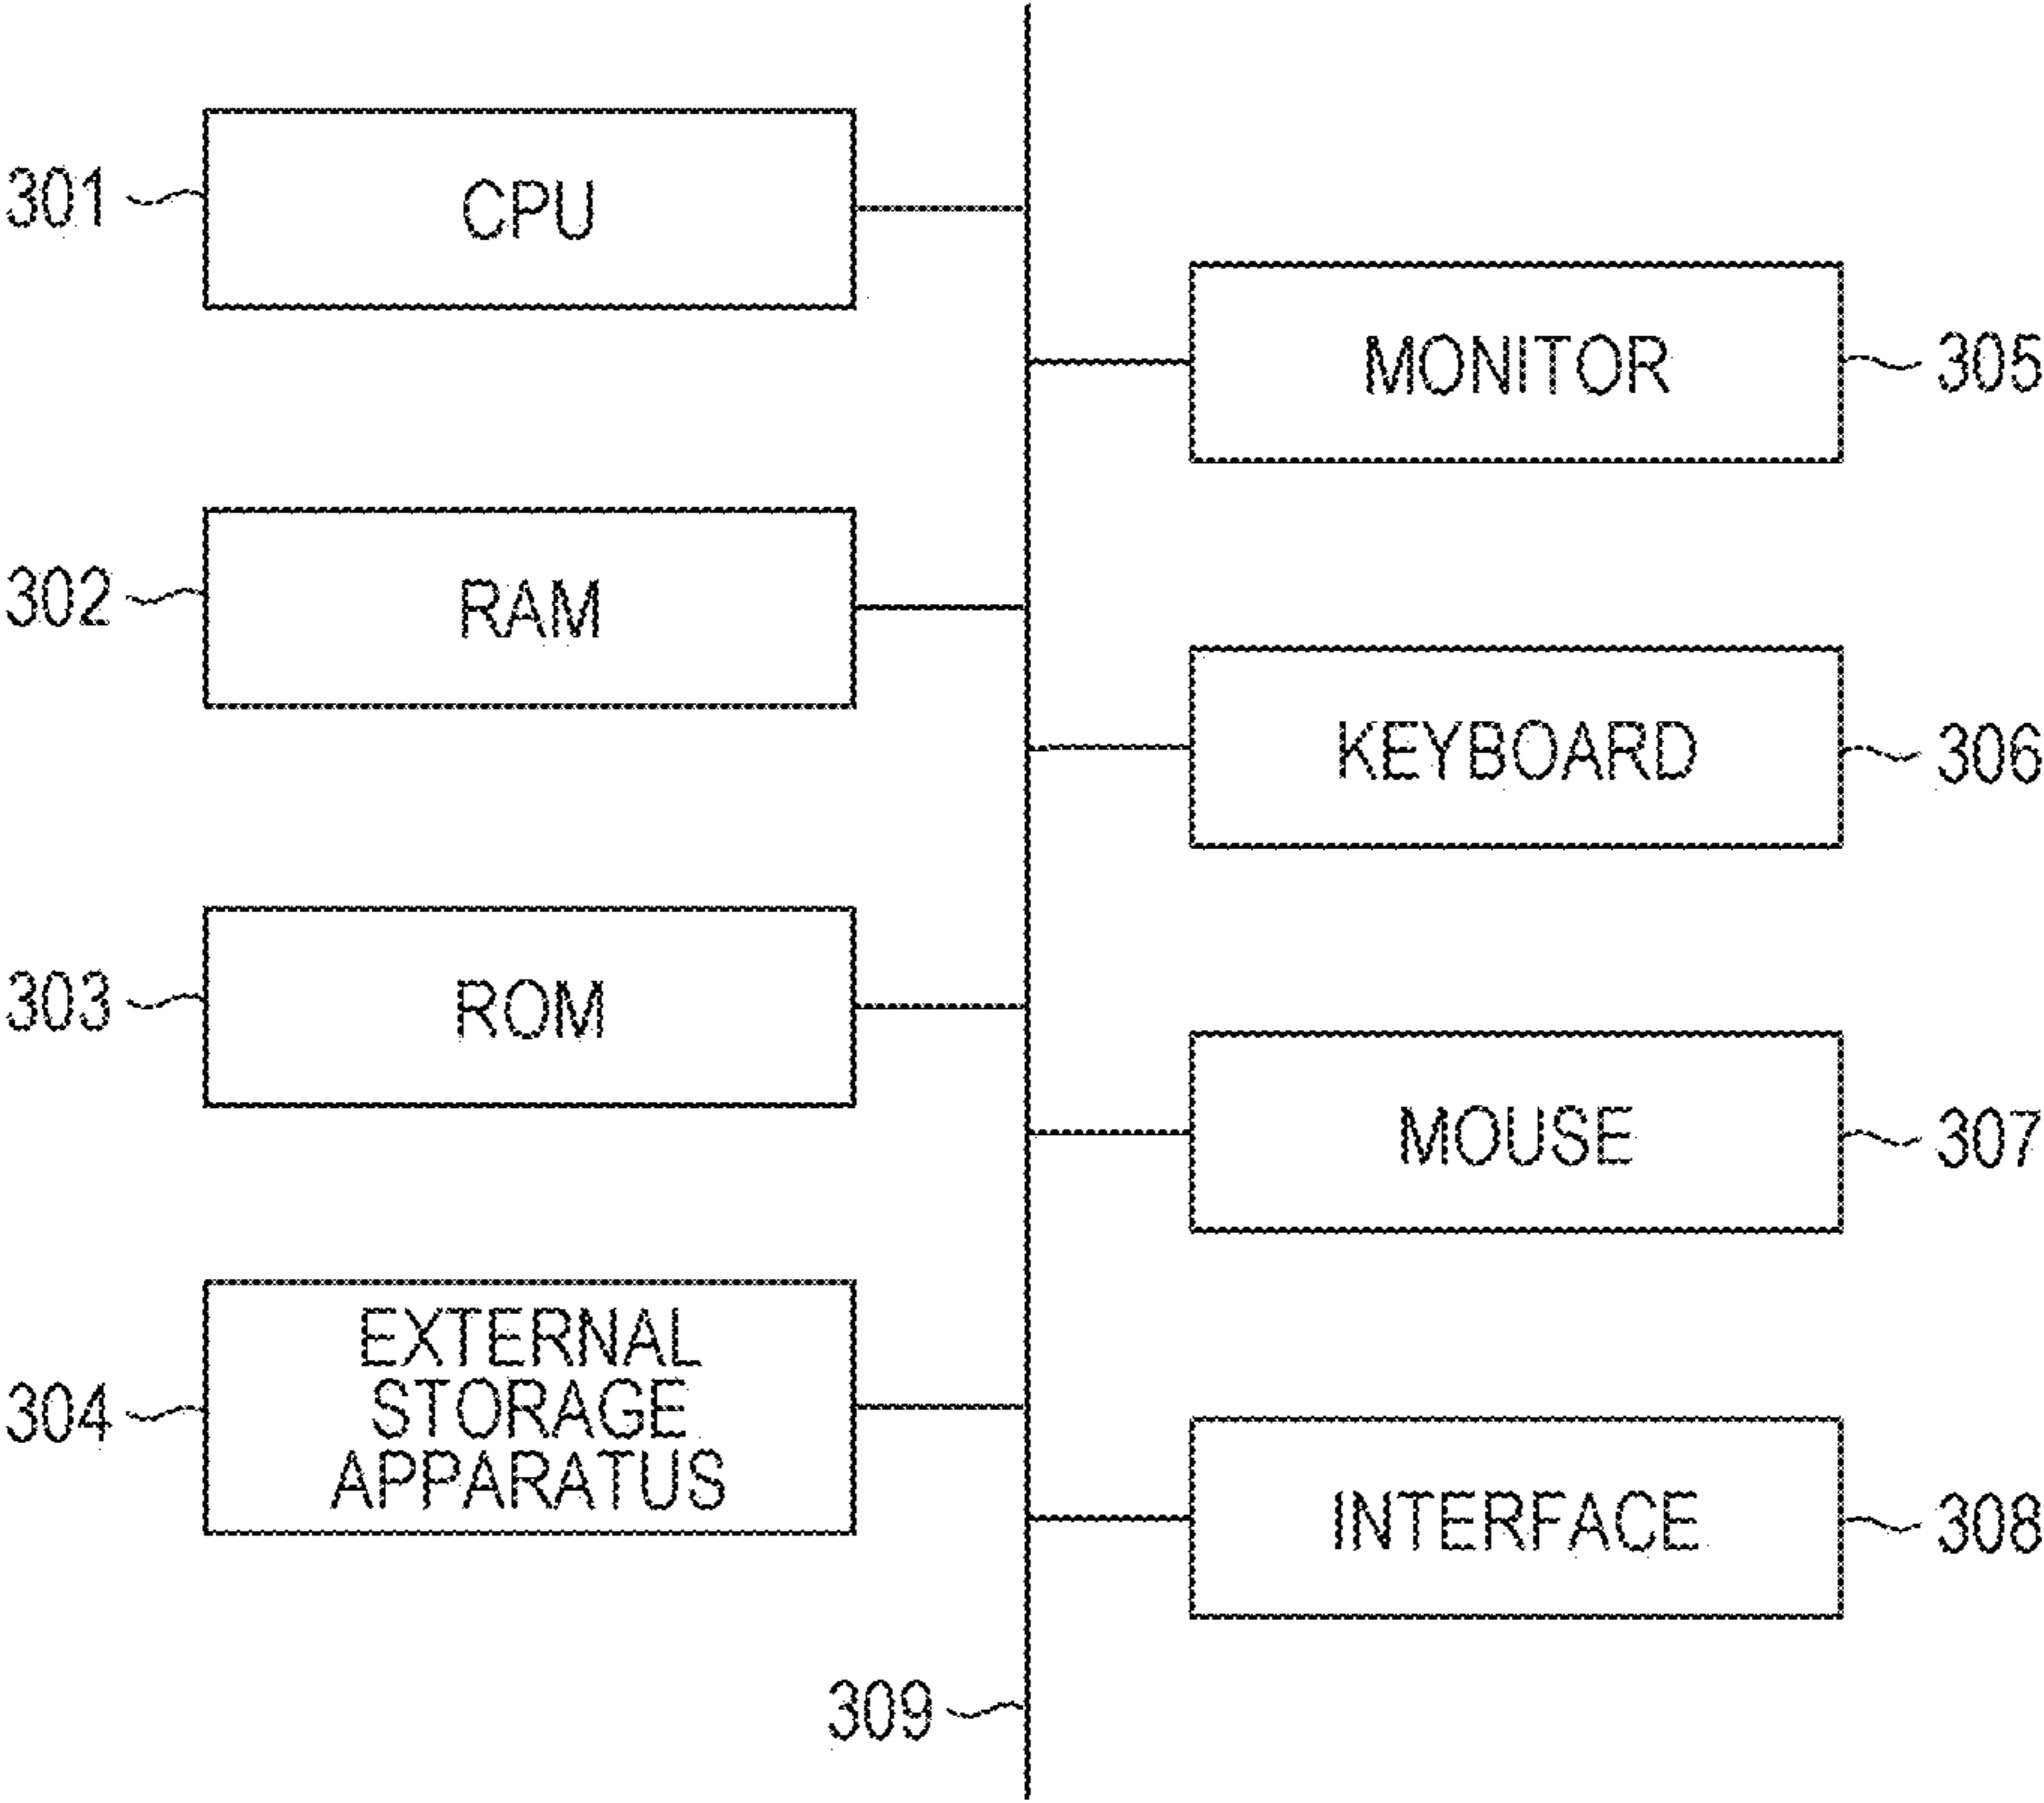 301
CPU
MONITOR
305
302
RAM
KEYBOARD
306
303
ROM
MOUSE
307
304
EXTERNAL
STORAGE
APPARATUS
INTERFACE
308
309